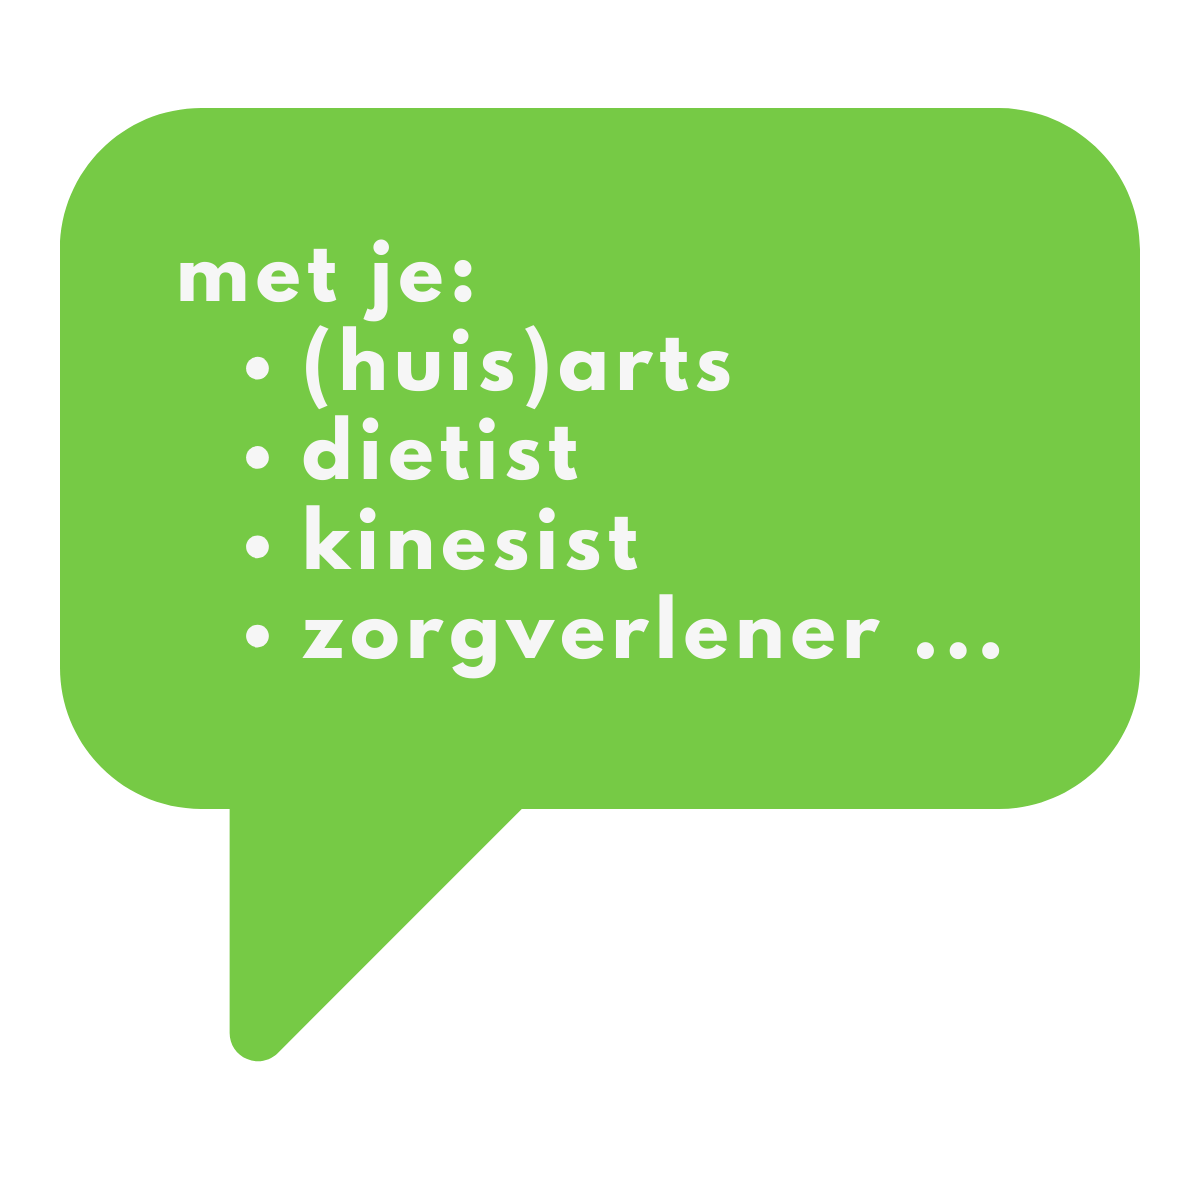 met je:
• (huis)arts
• dietist
• kinesist
• zorgverlener ...